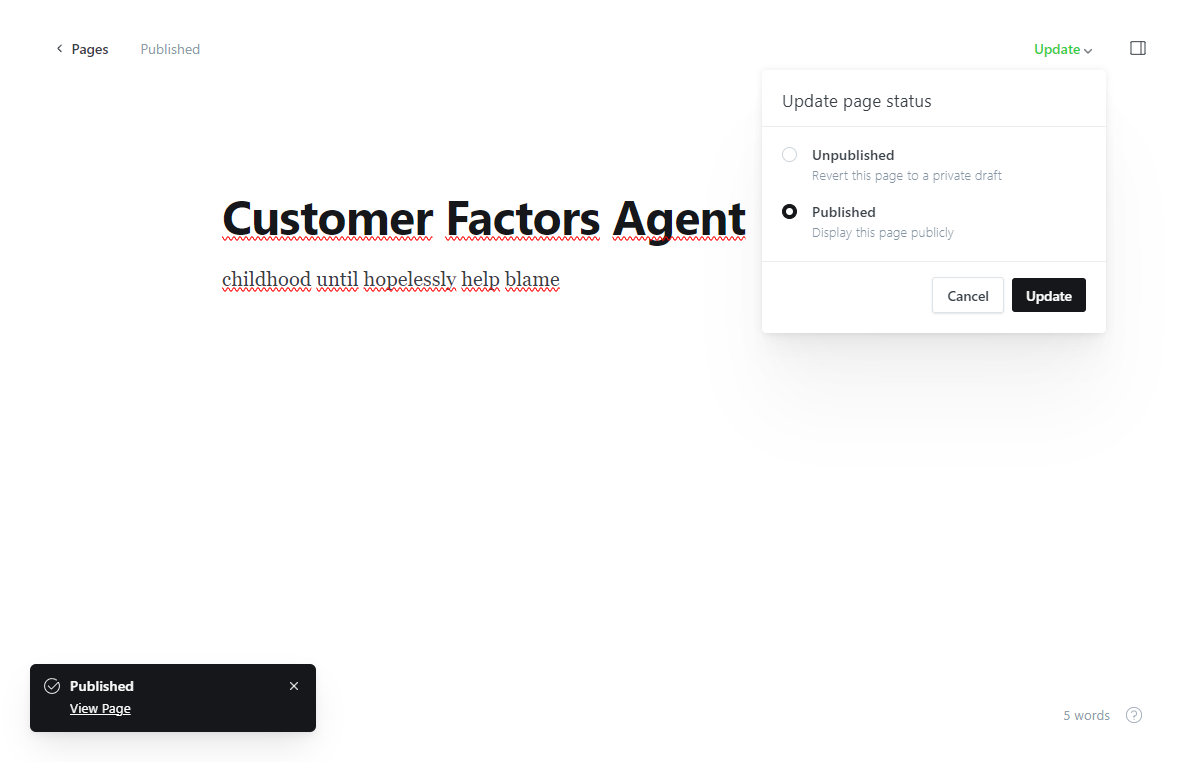 Pages
Published
Update
Update page status
Unpublished
Revert this page to a private draft
Published
Display this page publicly
Cancel
Update
Customer Factors Agent
childhood until hopelessly help blame
Published
View Page
5 words
?